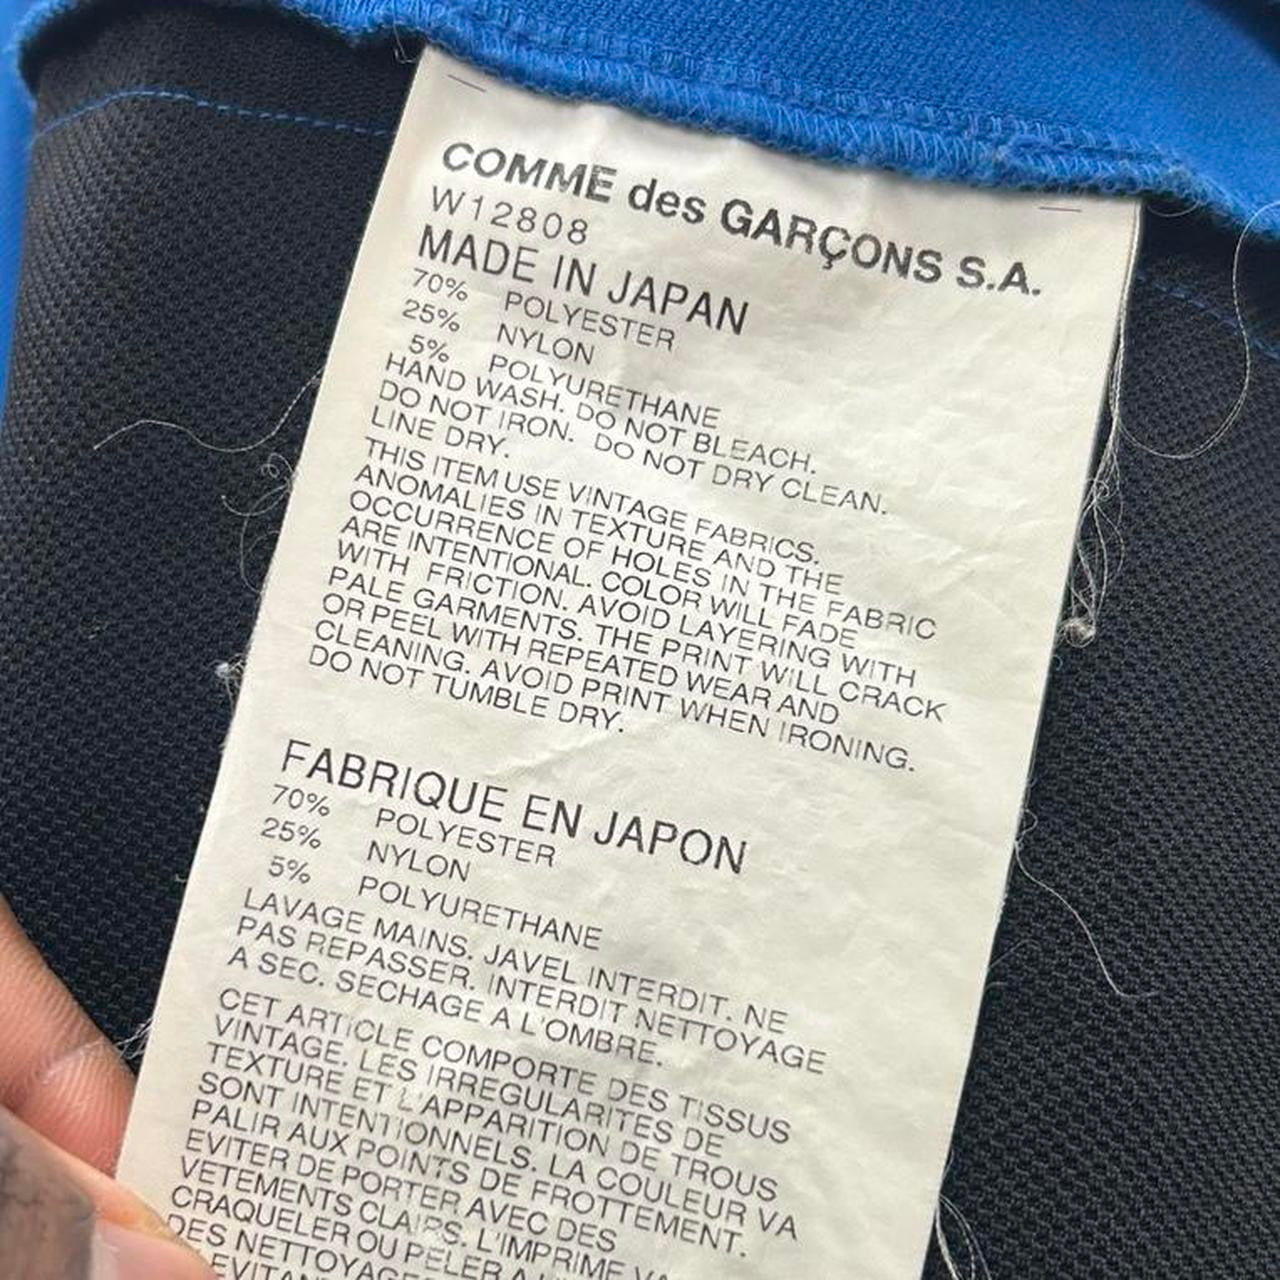 COMME des GARÇONS S.A.
W12808
MADE IN JAPAN
70% POLYESTER
25% NYLON
5% POLYURETHANE
HAND WASH. DO NOT BLEACH.
DO NOT IRON. DO NOT DRY CLEAN.
LINE DRY.
THIS ITEM USE VINTAGE FABRICS.
ANOMALIES IN TEXTURE AND THE
OCCURRENCE OF HOLES IN THE FABRIC
ARE INTENTIONAL. COLOR WILL FADE
WITH FRICTION. AVOID LAYERING WITH
PALE GARMENTS. THE PRINT WILL CRACK
OR PEEL WITH REPEATED WEAR AND
CLEANING. AVOID PRINT WHEN IRONING.
DO NOT TUMBLE DRY.
FABRIQUE EN JAPON
70% POLYESTER
25% NYLON
5% POLYURETHANE
LAVAGE MAINS. JAVEL INTERDIT. NE
PAS REPASSER. INTERDIT NETTOYAGE
A SEC. SECHAGE A L'OMBRE.
CET ARTICLE COMPORTE DES TISSUS
VINTAGE. LES IRREGULARITES DE
TEXTURE ET L'APPARITION DE TROUS
SONT INTENTIONNELS. LA COULEUR VA
PALIR AUX POINTS DE FROTTEMENT.
EVITER DE PORTER AVEC DES
VETEMENTS CLAIRS. L'IMPRIME VA
CRAQUELER OU PELER A
DES NETTOYAGES